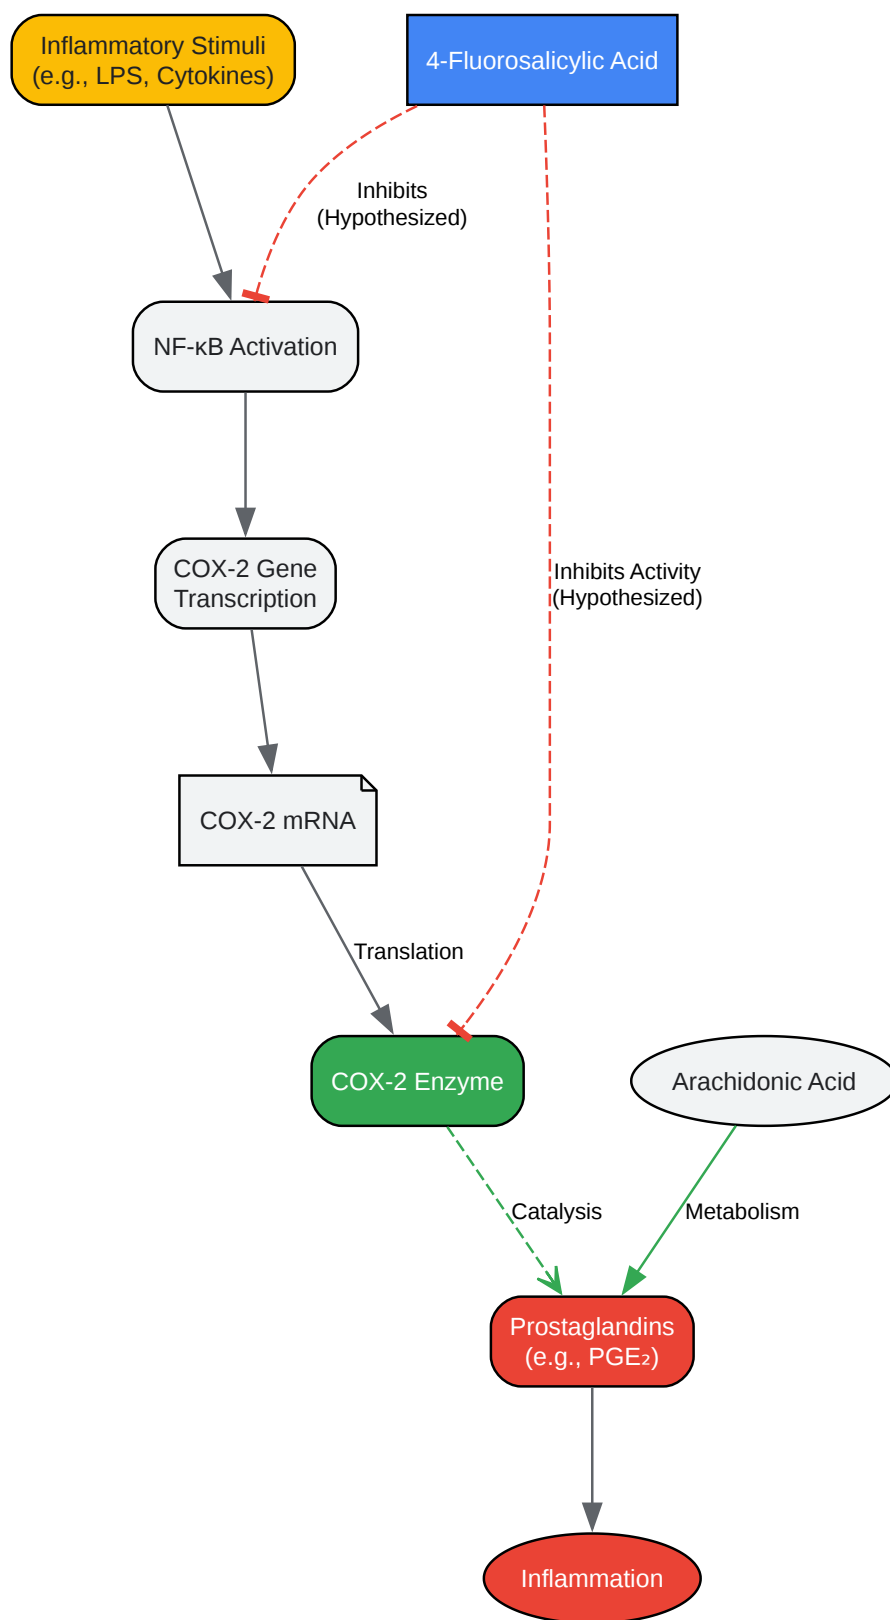 Inflammatory Stimuli
(e.g., LPS, Cytokines)
4-Fluorosalicylic Acid
Inhibits
(Hypothesized)
NF-κB Activation
COX-2 Gene
Transcription
Inhibits Activity
(Hypothesized)
COX-2 mRNA
Translation
COX-2 Enzyme
Arachidonic Acid
Catalysis
Metabolism
Prostaglandins
(e.g., PGE₂)
Inflammation